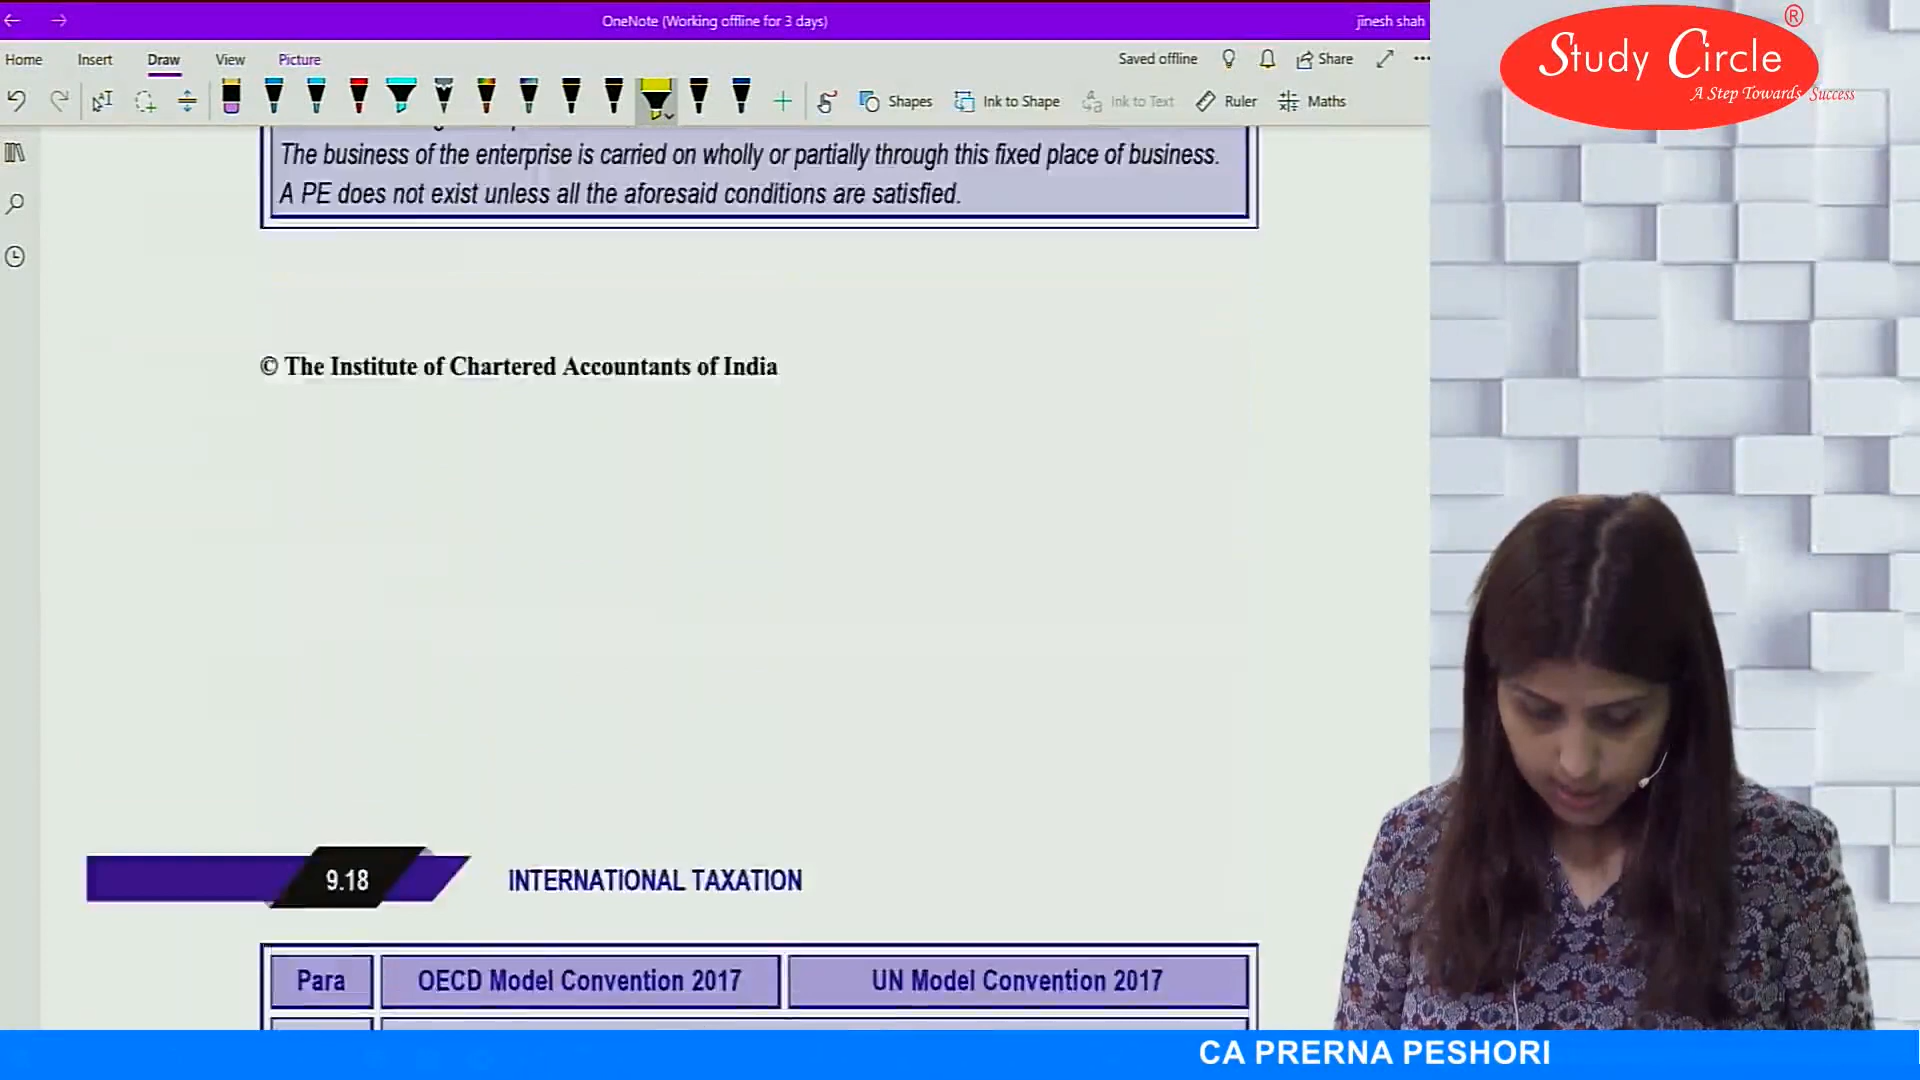 OneNote (Working offline for 3 days)
jinesh shah
Study Circle ®
A Step Towards Success
Home Insert Draw View Picture
Saved offline Share
Shapes Ink to Shape Ink to Text Ruler Maths
The business of the enterprise is carried on wholly or partially through this fixed place of business.
A PE does not exist unless all the aforesaid conditions are satisfied.
© The Institute of Chartered Accountants of India
9.18 INTERNATIONAL TAXATION
Para OECD Model Convention 2017 UN Model Convention 2017
CA PRERNA PESHORI